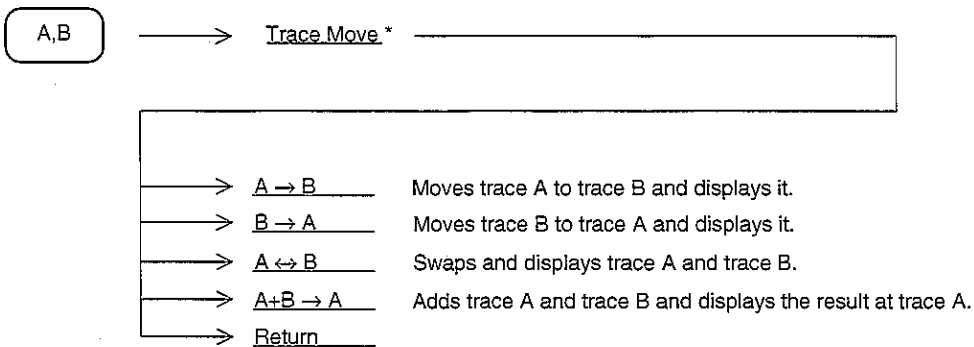 A,B Trace Move *
A → B Moves trace A to trace B and displays it.
B → A Moves trace B to trace A and displays it.
A ↔ B Swaps and displays trace A and trace B.
A+B → A Adds trace A and trace B and displays the result at trace A.
Return